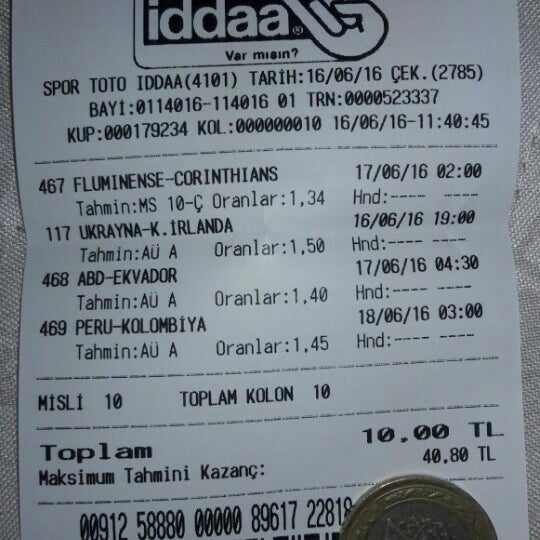 iddaa
Var mısın?
SPOR TOTO IDDAA(4101) TARİH:16/06/16 ÇEK.(2785)
BAYİ:0114016-114016 01 TRN:0000523337
KUP:000179234 KOL:000000010 16/06/16-11:40:45
467 FLUMINENSE-CORINTHIANS 17/06/16 02:00
Tahmin:MS 10-Ç Oranlar:1,34 Hnd:---- ----
117 UKRAYNA-K.İRLANDA 16/06/16 19:00
Tahmin:AÜ A Oranlar:1,50 Hnd:---- ----
468 ABD-EKVADOR 17/06/16 04:30
Tahmin:AÜ A Oranlar:1,40 Hnd:---- ----
469 PERU-KOLOMBİYA 18/06/16 03:00
Tahmin:AÜ A Oranlar:1,45 Hnd:---- ----
MİSLİ 10 TOPLAM KOLON 10
Toplam 10,00 TL
Maksimum Tahmini Kazanç: 40,80 TL
00912 58880 00000 89617 22818